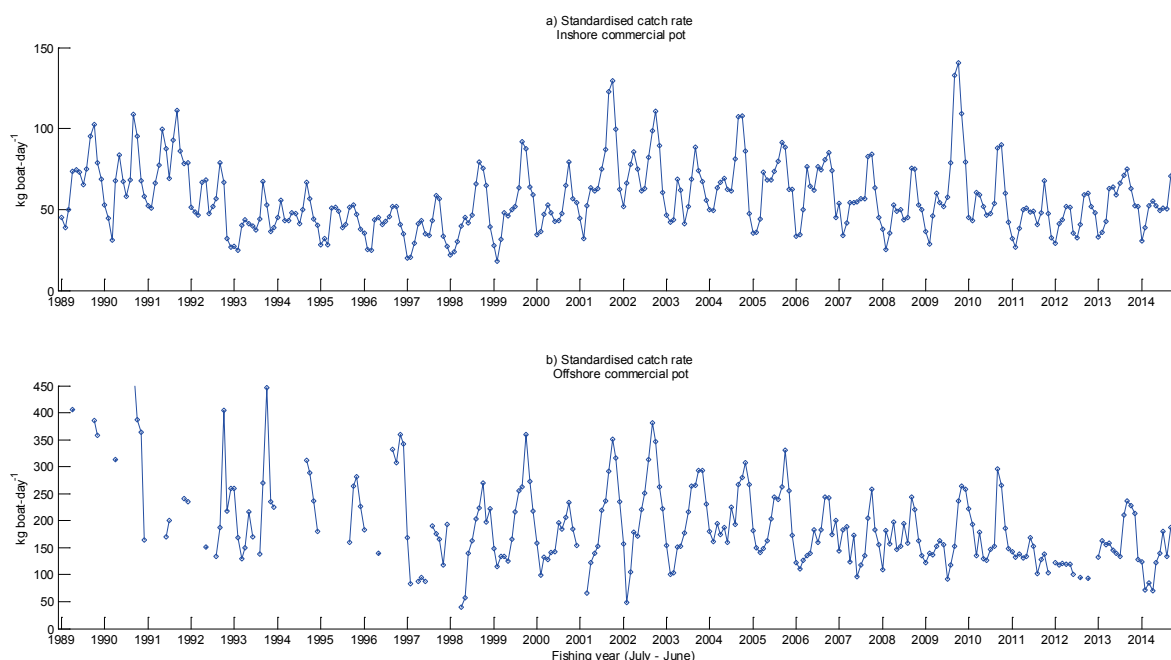 a) Standardised catch rate
Inshore commercial pot
150
100
50
0
kg boat-day-1
1989 1990 1991 1992 1993 1994 1995 1996 1997 1998 1999 2000 2001 2002 2003 2004 2005 2006 2007 2008 2009 2010 2011 2012 2013 2014
b) Standardised catch rate
Offshore commercial pot
450
400
350
300
250
200
150
100
50
0
kg boat-day-1
1989 1990 1991 1992 1993 1994 1995 1996 1997 1998 1999 2000 2001 2002 2003 2004 2005 2006 2007 2008 2009 2010 2011 2012 2013 2014
Fishing year (July - June)